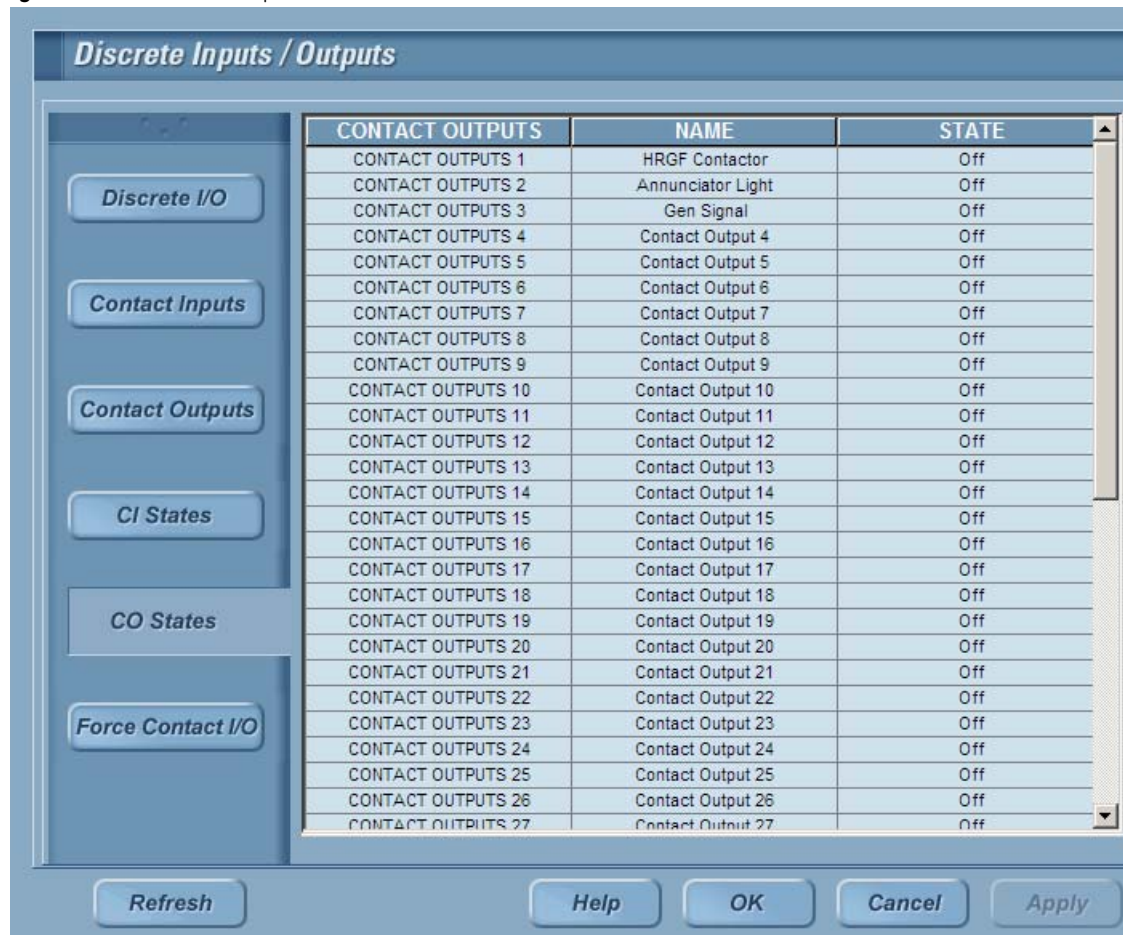 Discrete Inputs / Outputs
CONTACT OUTPUTS NAME STATE
CONTACT OUTPUTS 1 HRGF Contactor Off
CONTACT OUTPUTS 2 Annunciator Light Off
CONTACT OUTPUTS 3 Gen Signal Off
CONTACT OUTPUTS 4 Contact Output 4 Off
CONTACT OUTPUTS 5 Contact Output 5 Off
CONTACT OUTPUTS 6 Contact Output 6 Off
CONTACT OUTPUTS 7 Contact Output 7 Off
CONTACT OUTPUTS 8 Contact Output 8 Off
CONTACT OUTPUTS 9 Contact Output 9 Off
CONTACT OUTPUTS 10 Contact Output 10 Off
CONTACT OUTPUTS 11 Contact Output 11 Off
CONTACT OUTPUTS 12 Contact Output 12 Off
CONTACT OUTPUTS 13 Contact Output 13 Off
CONTACT OUTPUTS 14 Contact Output 14 Off
CONTACT OUTPUTS 15 Contact Output 15 Off
CONTACT OUTPUTS 16 Contact Output 16 Off
CONTACT OUTPUTS 17 Contact Output 17 Off
CONTACT OUTPUTS 18 Contact Output 18 Off
CONTACT OUTPUTS 19 Contact Output 19 Off
CONTACT OUTPUTS 20 Contact Output 20 Off
CONTACT OUTPUTS 21 Contact Output 21 Off
CONTACT OUTPUTS 22 Contact Output 22 Off
CONTACT OUTPUTS 23 Contact Output 23 Off
CONTACT OUTPUTS 24 Contact Output 24 Off
CONTACT OUTPUTS 25 Contact Output 25 Off
CONTACT OUTPUTS 26 Contact Output 26 Off
CONTACT OUTPUTS 27 Contact Output 27 Off
Discrete I/O
Contact Inputs
Contact Outputs
CI States
CO States
Force Contact I/O
Refresh Help OK Cancel Apply